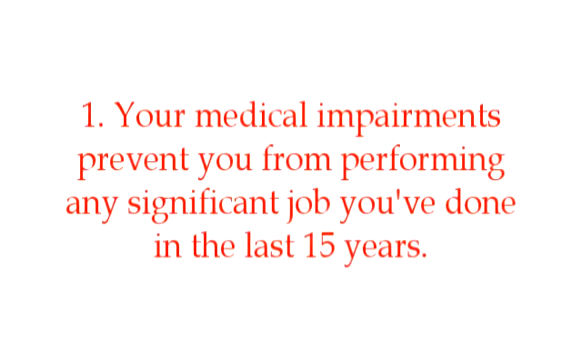 1. Your medical impairments
prevent you from performing
any significant job you've done
in the last 15 years.